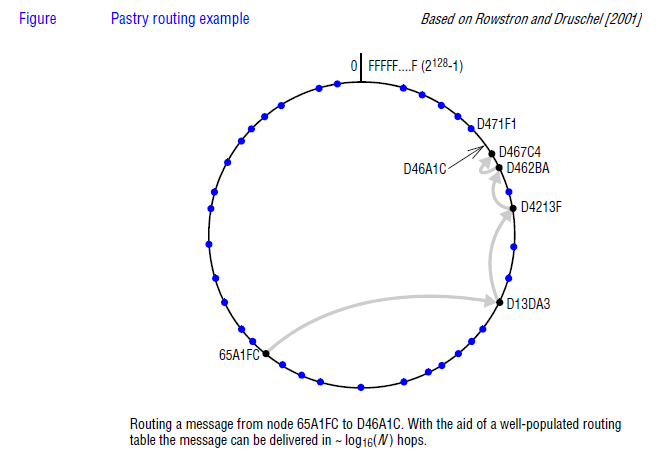 Figure Pastry routing example Based on Rowstron and Druschel [2001]
0 FFFFF....F (2128-1)
D471F1
D467C4
D46A1C
D462BA
D4213F
D13DA3
65A1FC
Routing a message from node 65A1FC to D46A1C. With the aid of a well-populated routing
table the message can be delivered in ~ log16(N) hops.